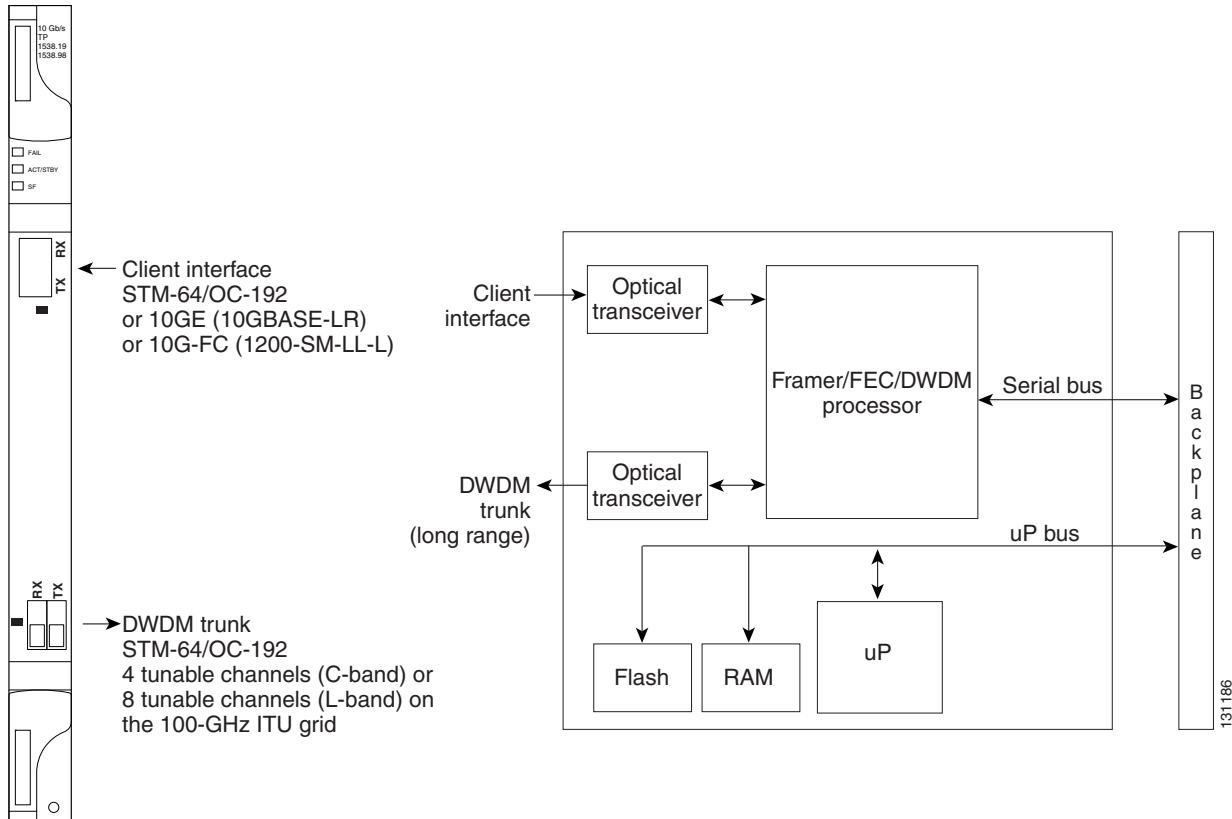 10 Gb/s
TP
1538.19
1538.98
FAIL
ACT/STBY
SF
RX
TX
Client interface
STM-64/OC-192
or 10GE (10GBASE-LR)
or 10G-FC (1200-SM-LL-L)
RX
TX
DWDM trunk
STM-64/OC-192
4 tunable channels (C-band) or
8 tunable channels (L-band) on
the 100-GHz ITU grid
Client
interface
Optical
transceiver
Framer/FEC/DWDM
processor
Serial bus
DWDM
trunk
(long range)
Optical
transceiver
uP bus
Flash
RAM
uP
Backplane
131186